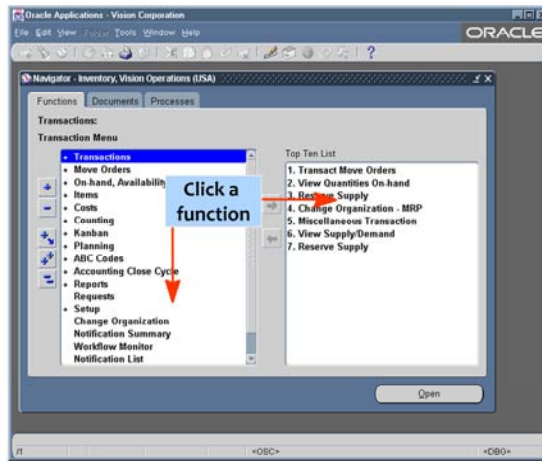 Oracle Applications - Vision Corporation
File Edit View Folder Tools Window Help
ORACLE
?
Navigator - Inventory, Vision Operations (USA)
Functions Documents Processes
Transactions:
Transaction Menu
+ Transactions
+ Move Orders
+ On-hand, Availability
+ Items
+ Costs
+ Counting
+ Kanban
+ Planning
+ ABC Codes
+ Accounting Close Cycle
+ Reports
Requests
+ Setup
Change Organization
Notification Summary
Workflow Monitor
Notification List
Click a
function
Top Ten List
1. Transact Move Orders
2. View Quantities On-hand
3. Reserve Supply
4. Change Organization - MRP
5. Miscellaneous Transaction
6. View Supply/Demand
7. Reserve Supply
Open
<OSC>
<DBG>